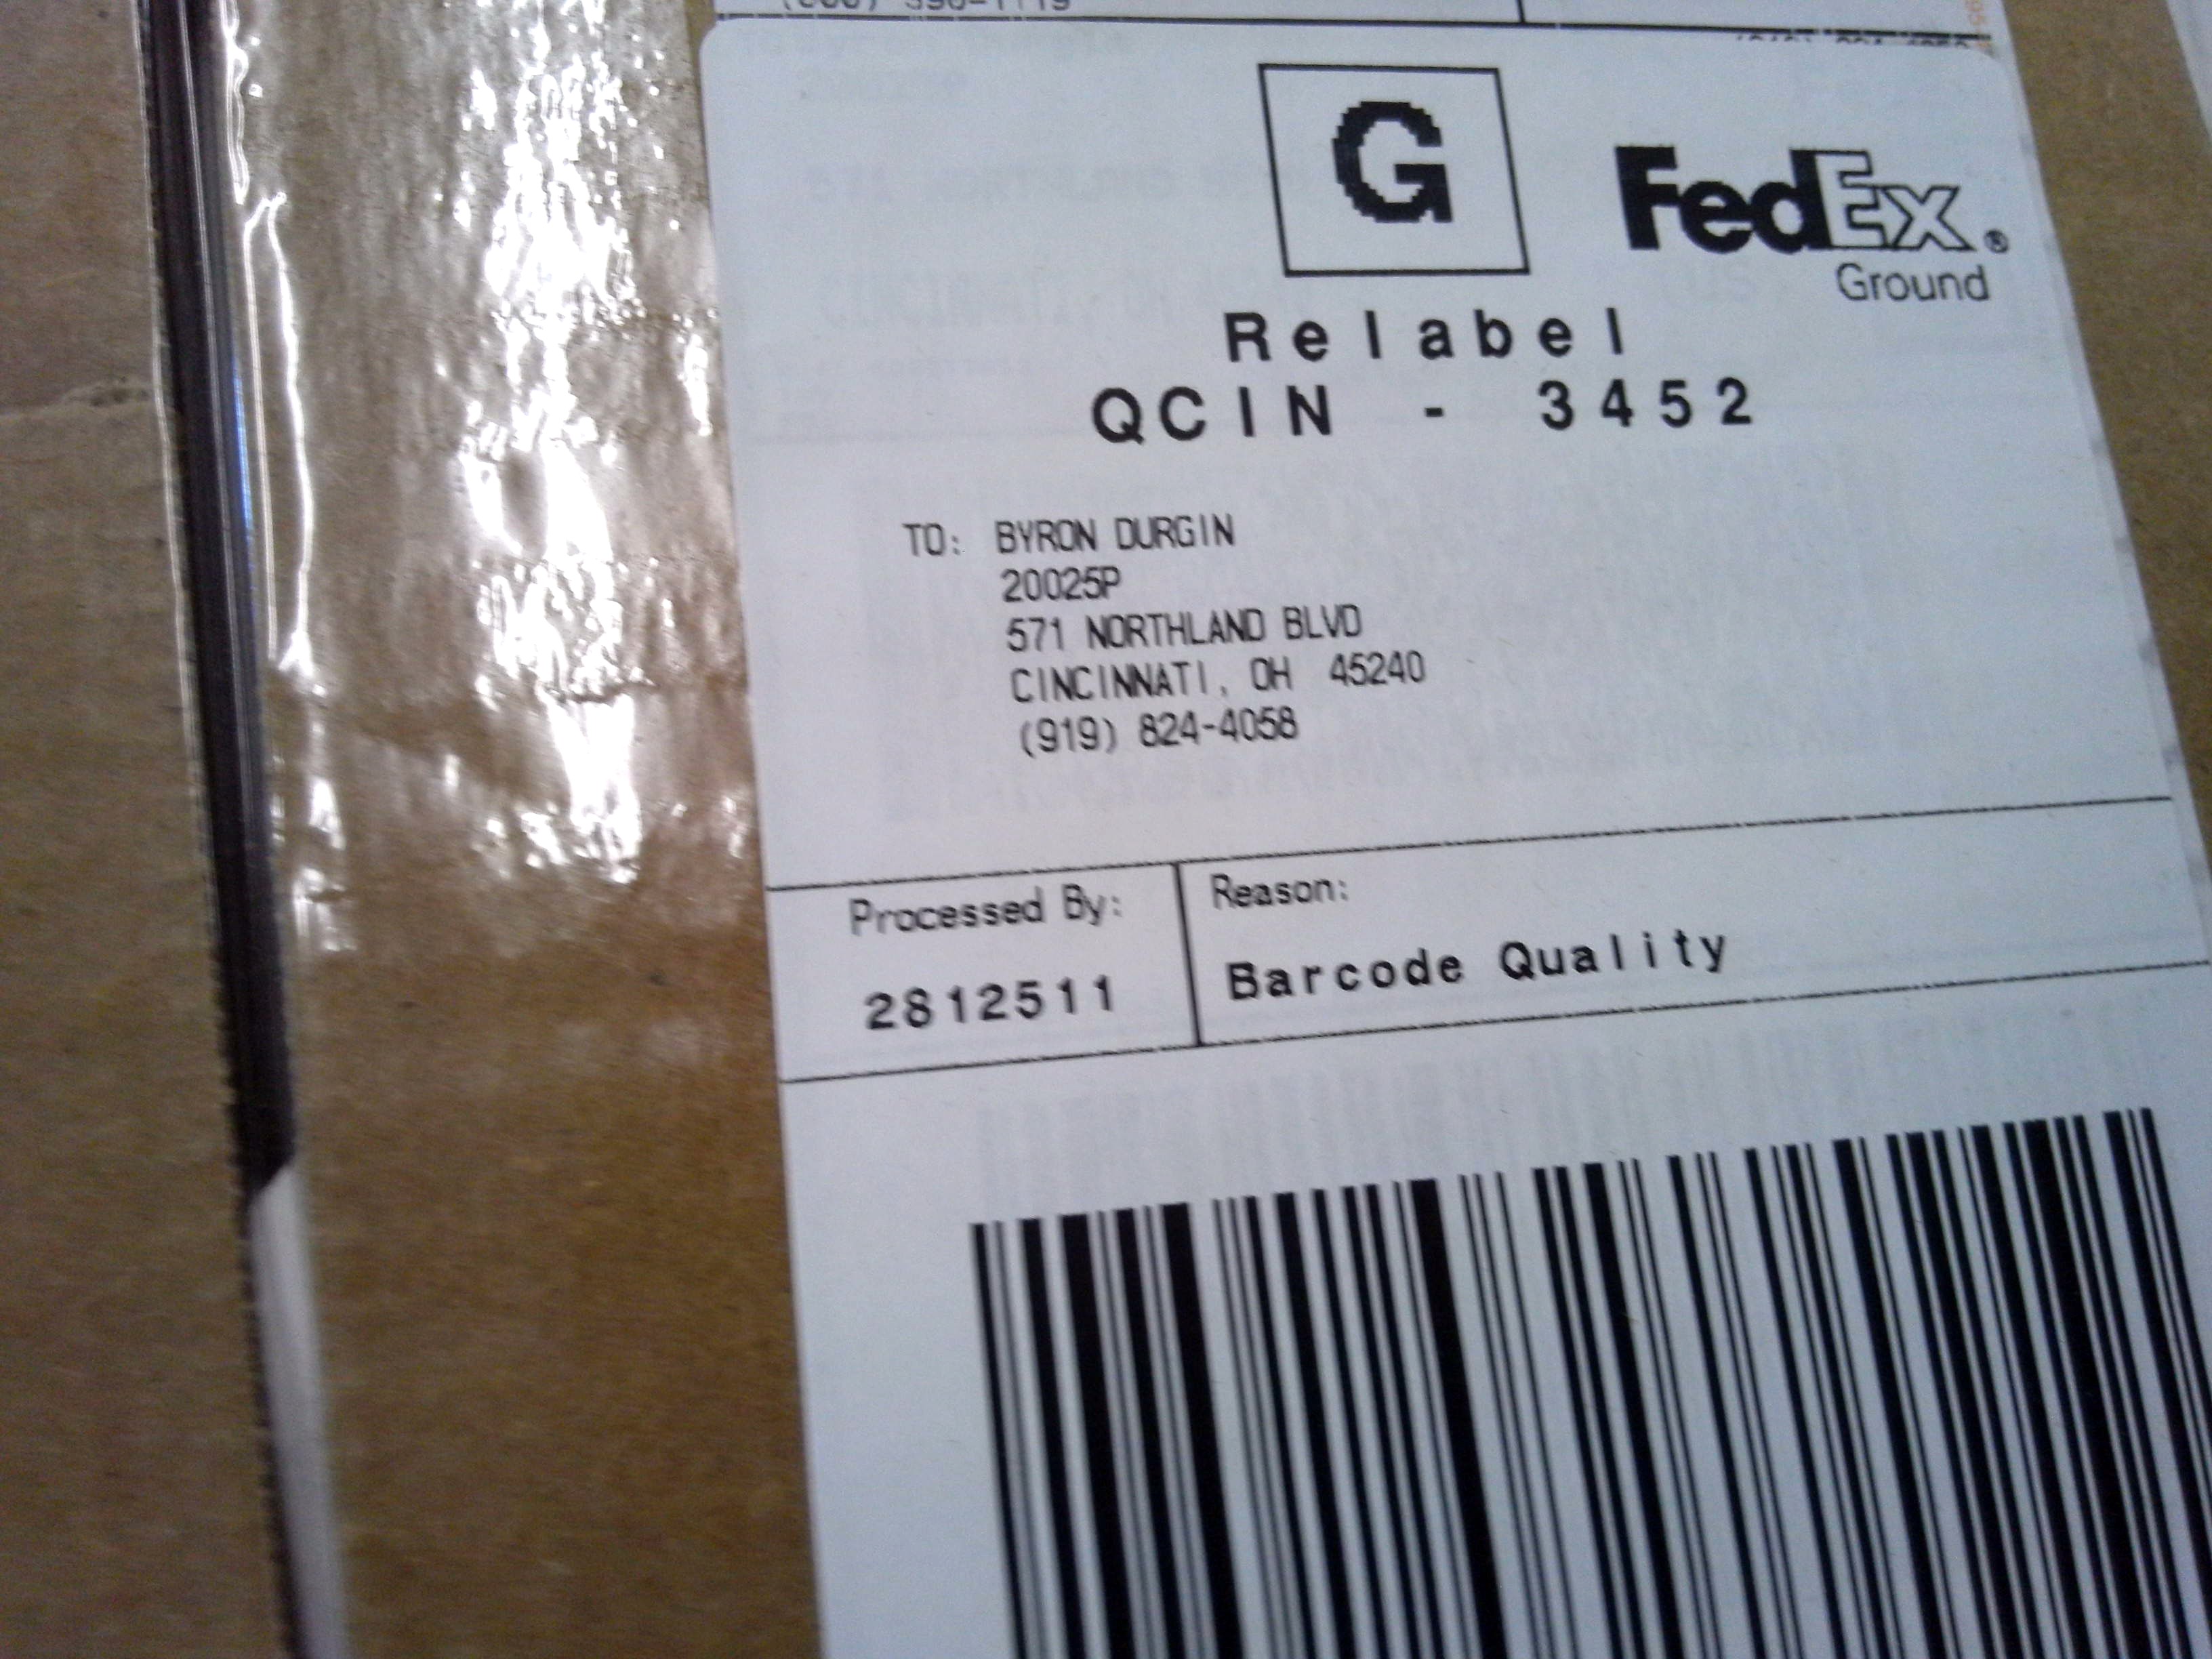 G
FedEx®
Ground
Relabel
QCIN - 3452
TO: BYRON DURGIN
20025P
571 NORTHLAND BLVD
CINCINNATI, OH 45240
(919) 824-4058
Processed By:
2812511
Reason:
Barcode Quality